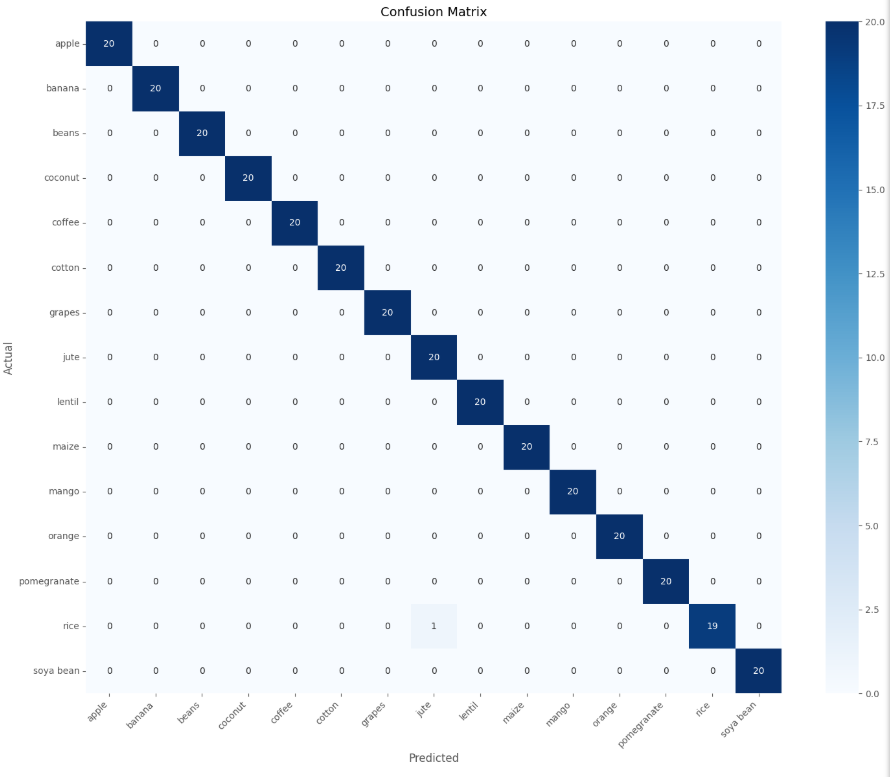 Confusion Matrix
apple 20 0 0 0 0 0 0 0 0 0 0 0 0 0 0
banana 0 20 0 0 0 0 0 0 0 0 0 0 0 0 0
beans 0 0 20 0 0 0 0 0 0 0 0 0 0 0 0
coconut 0 0 0 20 0 0 0 0 0 0 0 0 0 0 0
coffee 0 0 0 0 20 0 0 0 0 0 0 0 0 0 0
cotton 0 0 0 0 0 20 0 0 0 0 0 0 0 0 0
grapes 0 0 0 0 0 0 20 0 0 0 0 0 0 0 0
jute 0 0 0 0 0 0 0 20 0 0 0 0 0 0 0
lentil 0 0 0 0 0 0 0 0 20 0 0 0 0 0 0
maize 0 0 0 0 0 0 0 0 0 20 0 0 0 0 0
mango 0 0 0 0 0 0 0 0 0 0 20 0 0 0 0
orange 0 0 0 0 0 0 0 0 0 0 0 20 0 0 0
pomegranate 0 0 0 0 0 0 0 0 0 0 0 0 20 0 0
rice 0 0 0 0 0 0 0 1 0 0 0 0 0 19 0
soya bean 0 0 0 0 0 0 0 0 0 0 0 0 0 0 20
apple banana beans coconut coffee cotton grapes jute lentil maize mango orange pomegranate rice soya bean
Predicted
Actual
20.0
17.5
15.0
12.5
10.0
7.5
5.0
2.5
0.0